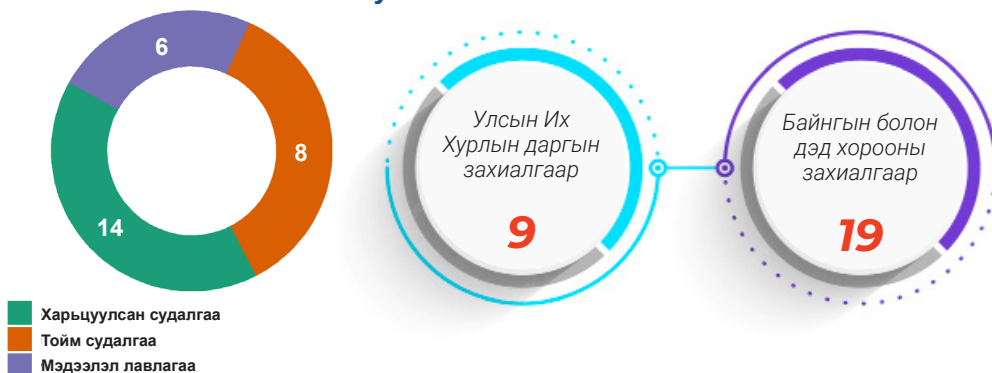 6
8
14
Харьцуулсан судалгаа
Тойм судалгаа
Мэдээлэл лавлагаа
Улсын Их
Хурлын даргын
захиалгаар
9
Байнгын болон
дэд хорооны
захиалгаар
19